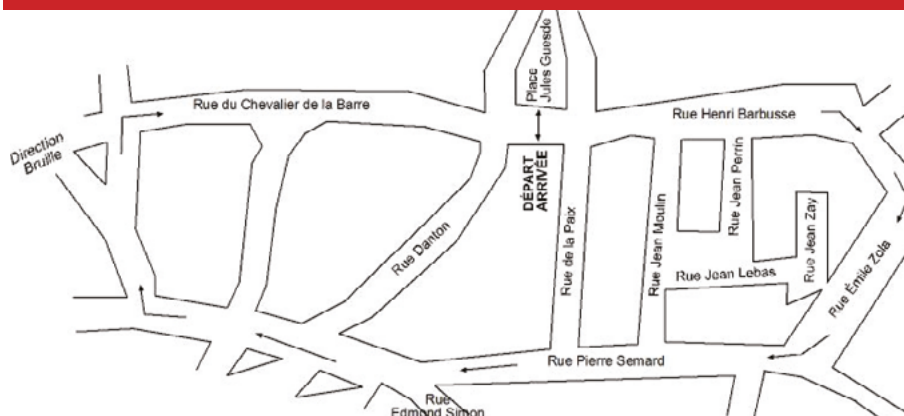 Place
Jules Guesde
Rue du Chevalier de la Barre
Rue Henri Barbusse
Direction
Bruille
DÉPART
ARRIVÉE
Rue Danton
Rue de la Paix
Rue Jean Moulin
Rue Jean Perrin
Rue Jean Zay
Rue Jean Lebas
Rue Émile Zola
Rue Pierre Semard
Rue
Edmond Simon